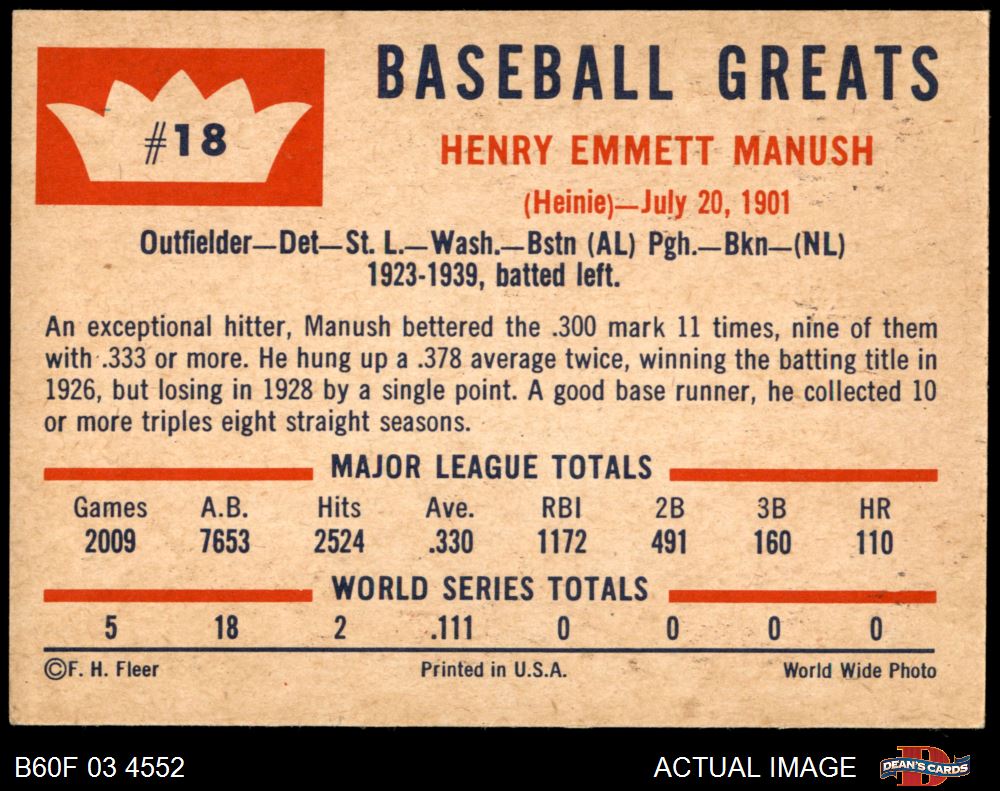 #18
BASEBALL GREATS
HENRY EMMETT MANUSH
(Heinie)—July 20, 1901
Outfielder—Det—St. L.—Wash.—Bstn (AL) Pgh.—Bkn—(NL)
1923-1939, batted left.
An exceptional hitter, Manush bettered the .300 mark 11 times, nine of them
with .333 or more. He hung up a .378 average twice, winning the batting title in
1926, but losing in 1928 by a single point. A good base runner, he collected 10
or more triples eight straight seasons.
MAJOR LEAGUE TOTALS
Games A.B. Hits Ave. RBI 2B 3B HR
2009 7653 2524 .330 1172 491 160 110
WORLD SERIES TOTALS
5 18 2 .111 0 0 0 0
©F. H. Fleer Printed in U.S.A. World Wide Photo
B60F 03 4552 ACTUAL IMAGE D DEAN'S CARDS